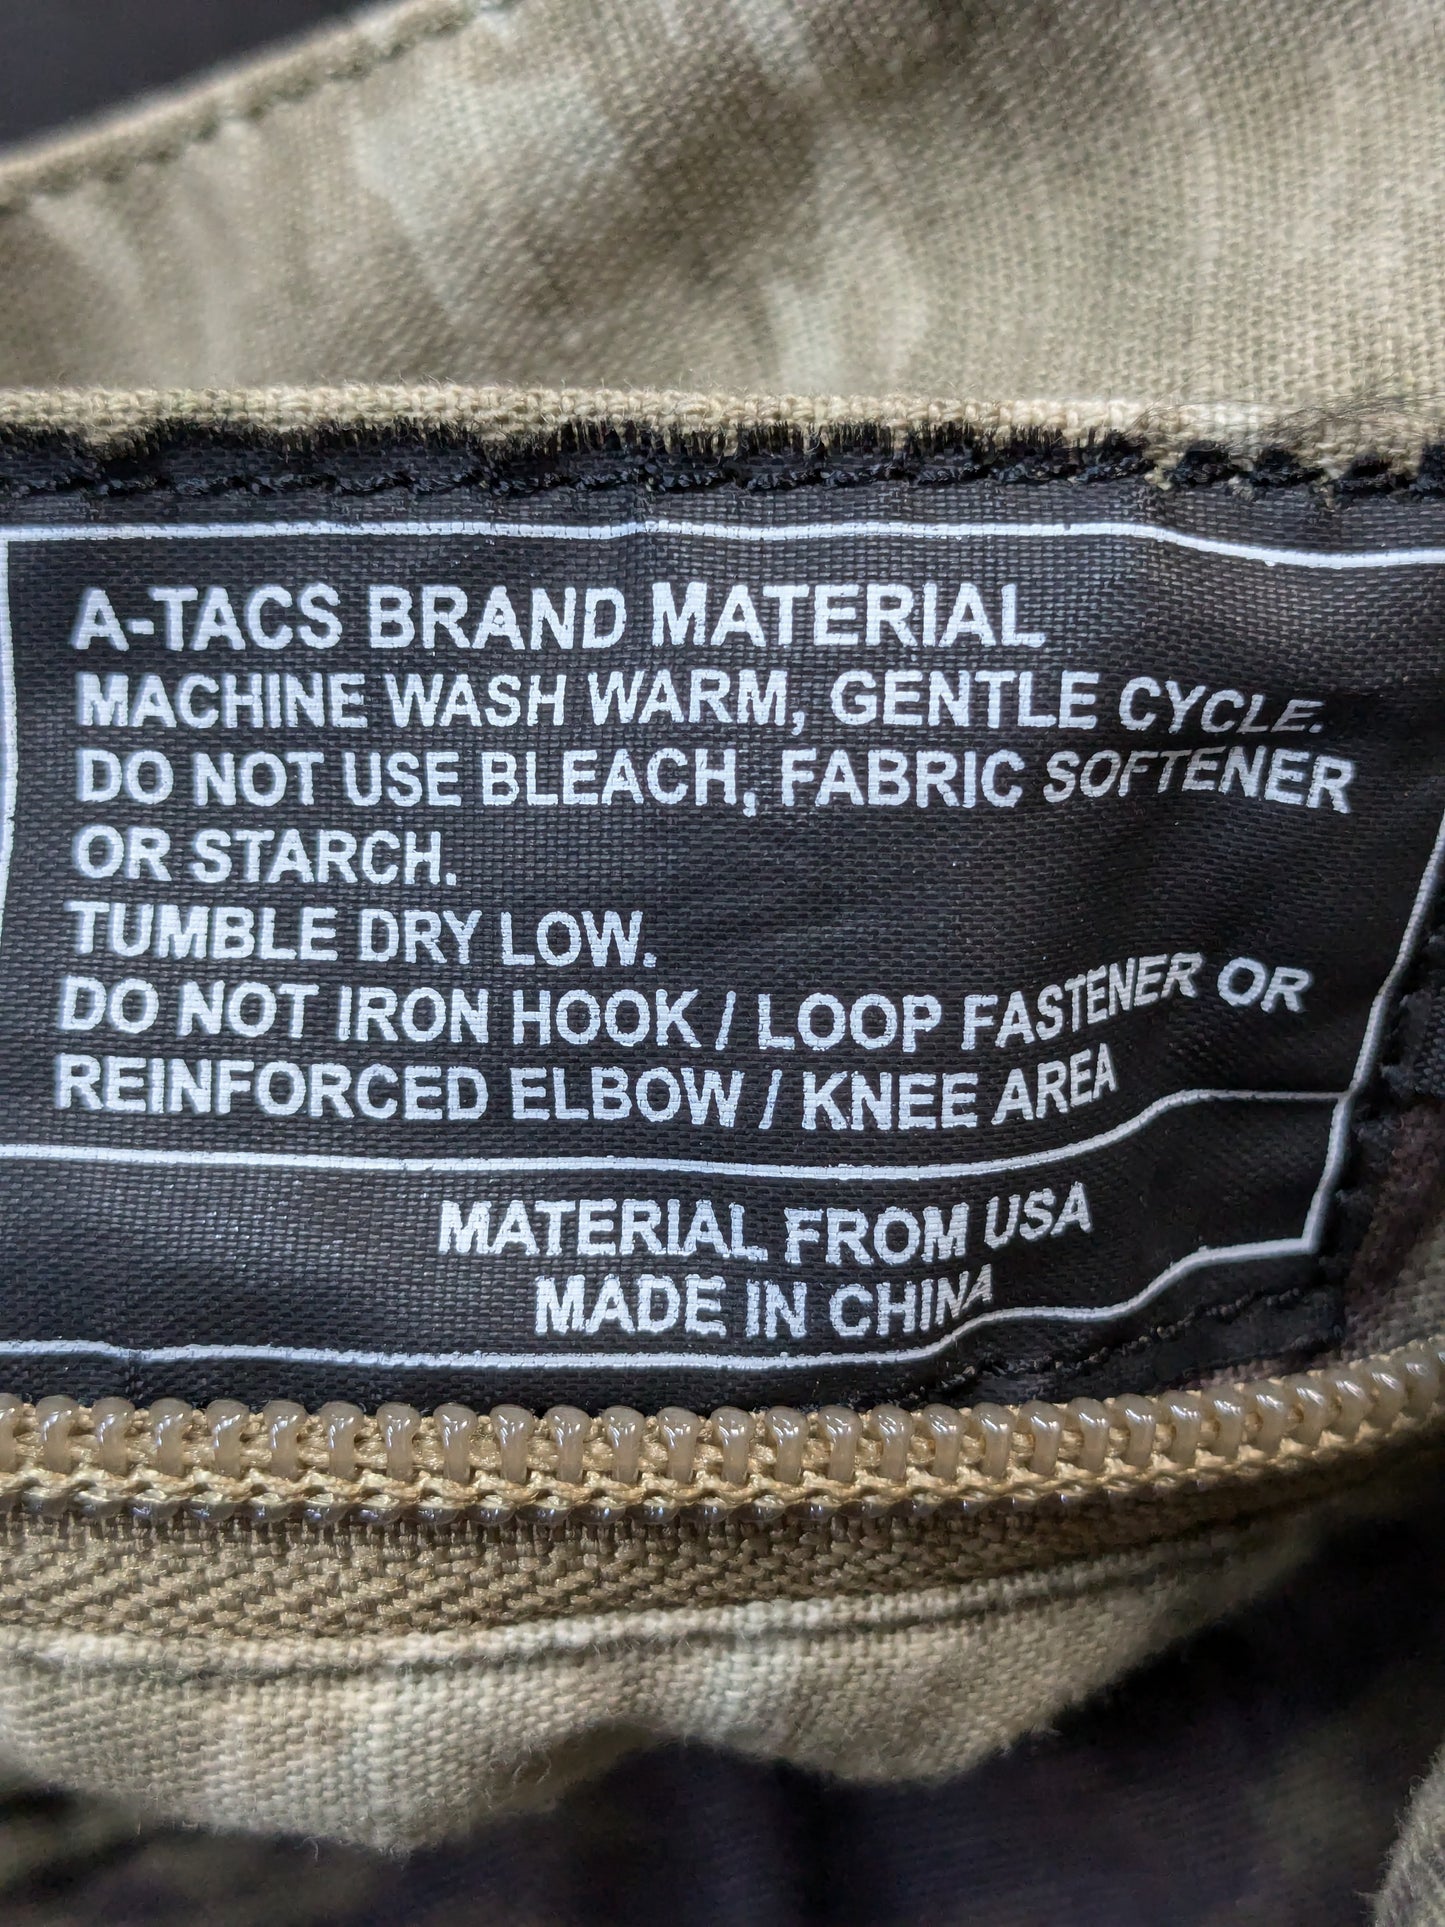 A-TACS BRAND MATERIAL
MACHINE WASH WARM, GENTLE CYCLE.
DO NOT USE BLEACH, FABRIC SOFTENER
OR STARCH.
TUMBLE DRY LOW.
DO NOT IRON HOOK / LOOP FASTENER OR
REINFORCED ELBOW / KNEE AREA
MATERIAL FROM USA
MADE IN CHINA